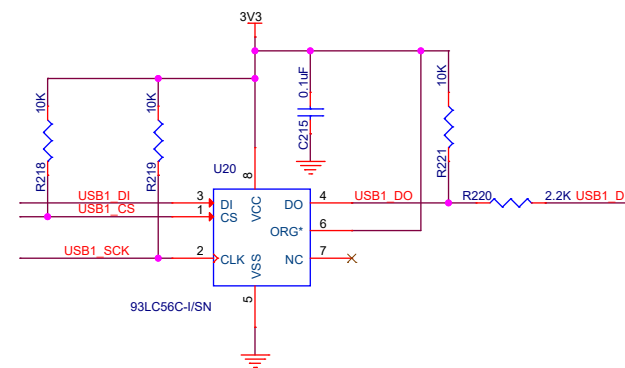 3V3
10K
10K
0.1uF
10K
R218
R219
C215
R221
U20
8
VCC
USB1_DI
3
DI
DO
4
USB1_DO
R220
2.2K
USB1_D
USB1_CS
1
CS
ORG*
6
USB1_SCK
2
CLK
NC
7
VSS
5
93LC56C-I/SN